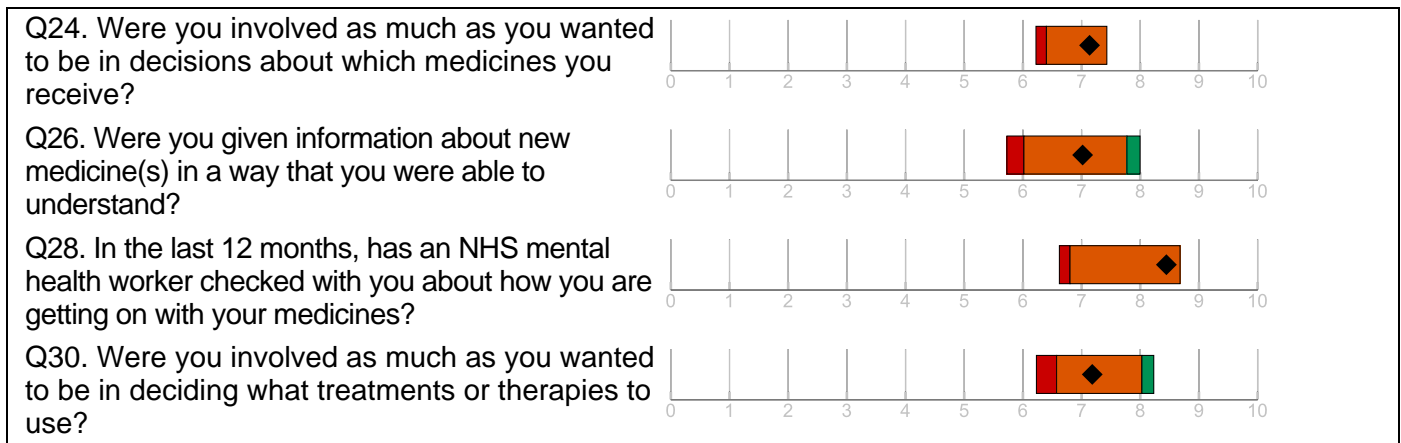 Q24. Were you involved as much as you wanted
to be in decisions about which medicines you
receive?
0 1 2 3 4 5 6 7 8 9 10
Q26. Were you given information about new
medicine(s) in a way that you were able to
understand?
0 1 2 3 4 5 6 7 8 9 10
Q28. In the last 12 months, has an NHS mental
health worker checked with you about how you are
getting on with your medicines?
0 1 2 3 4 5 6 7 8 9 10
Q30. Were you involved as much as you wanted
to be in deciding what treatments or therapies to
use?
0 1 2 3 4 5 6 7 8 9 10